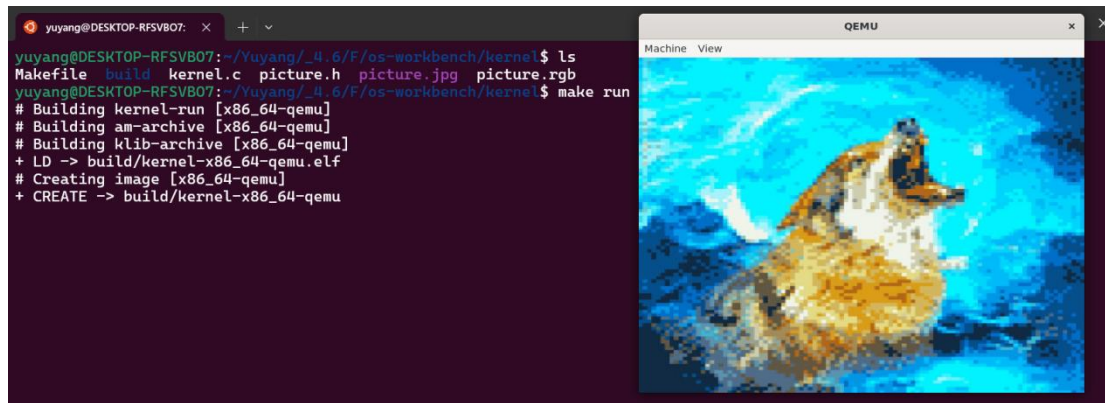 yuyang@DESKTOP-RFSVBO7:
yuyang@DESKTOP-RFSVBO7:~/Yuyang/_4.6/F/os-workbench/kernel$ ls
Makefile build kernel.c picture.h picture.jpg picture.rgb
yuyang@DESKTOP-RFSVBO7:~/Yuyang/_4.6/F/os-workbench/kernel$ make run
# Building kernel-run [x86_64-qemu]
# Building am-archive [x86_64-qemu]
# Building klib-archive [x86_64-qemu]
+ LD -> build/kernel-x86_64-qemu.elf
# Creating image [x86_64-qemu]
+ CREATE -> build/kernel-x86_64-qemu
QEMU
Machine View